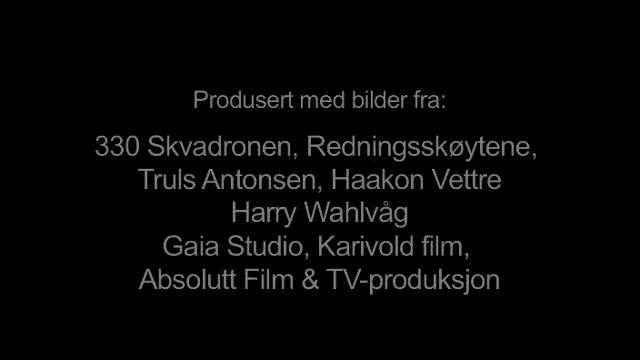 Produsert med bilder fra:
330 Skvadronen, Redningsskøytene,
Truls Antonsen, Haakon Vettre
Harry Wahlvåg
Gaia Studio, Karivold film,
Absolutt Film & TV-produksjon